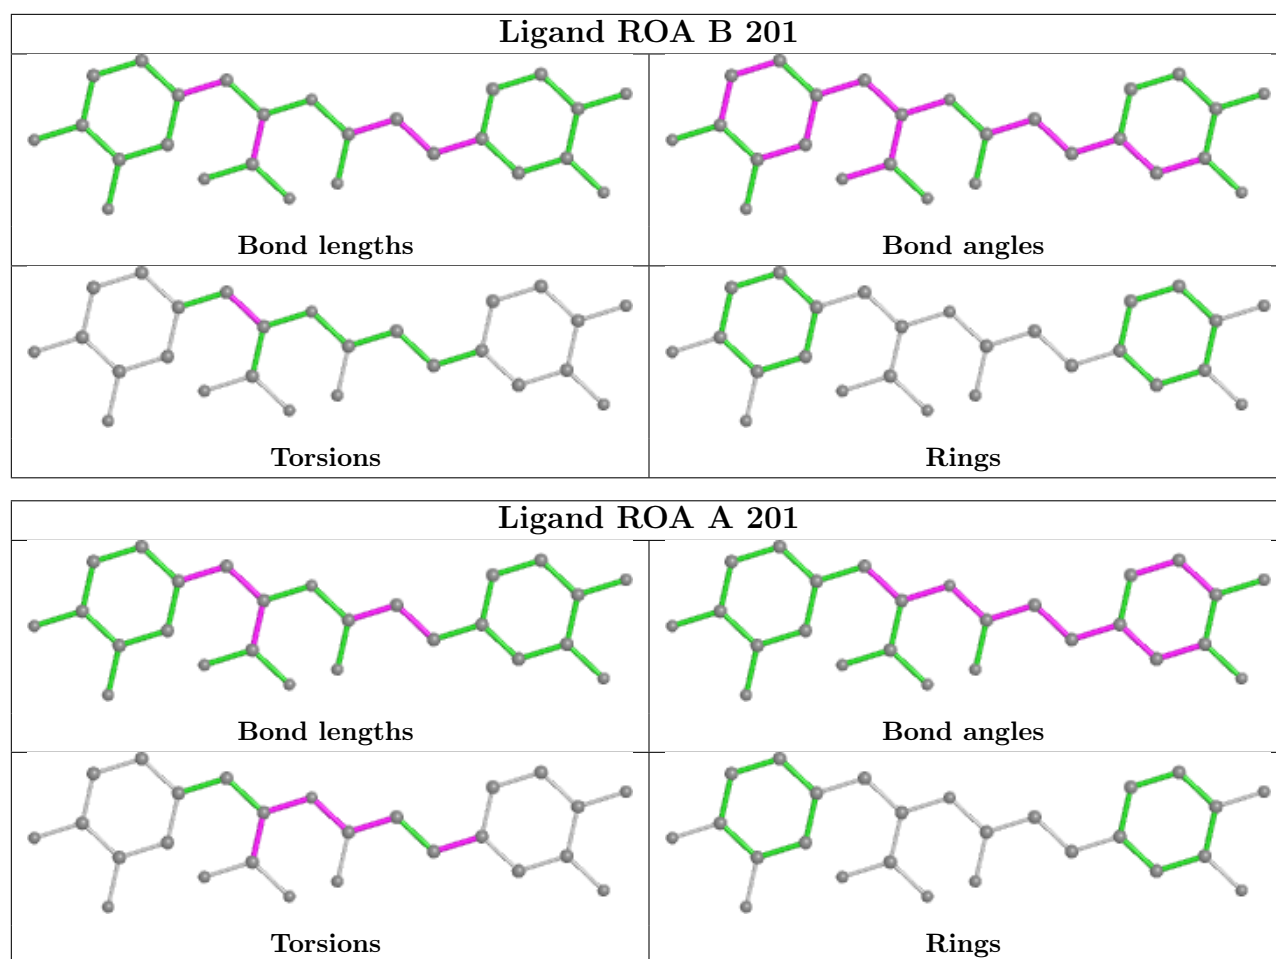 Ligand ROA B 201
Bond lengths
Bond angles
Torsions
Rings
Ligand ROA A 201
Bond lengths
Bond angles
Torsions
Rings